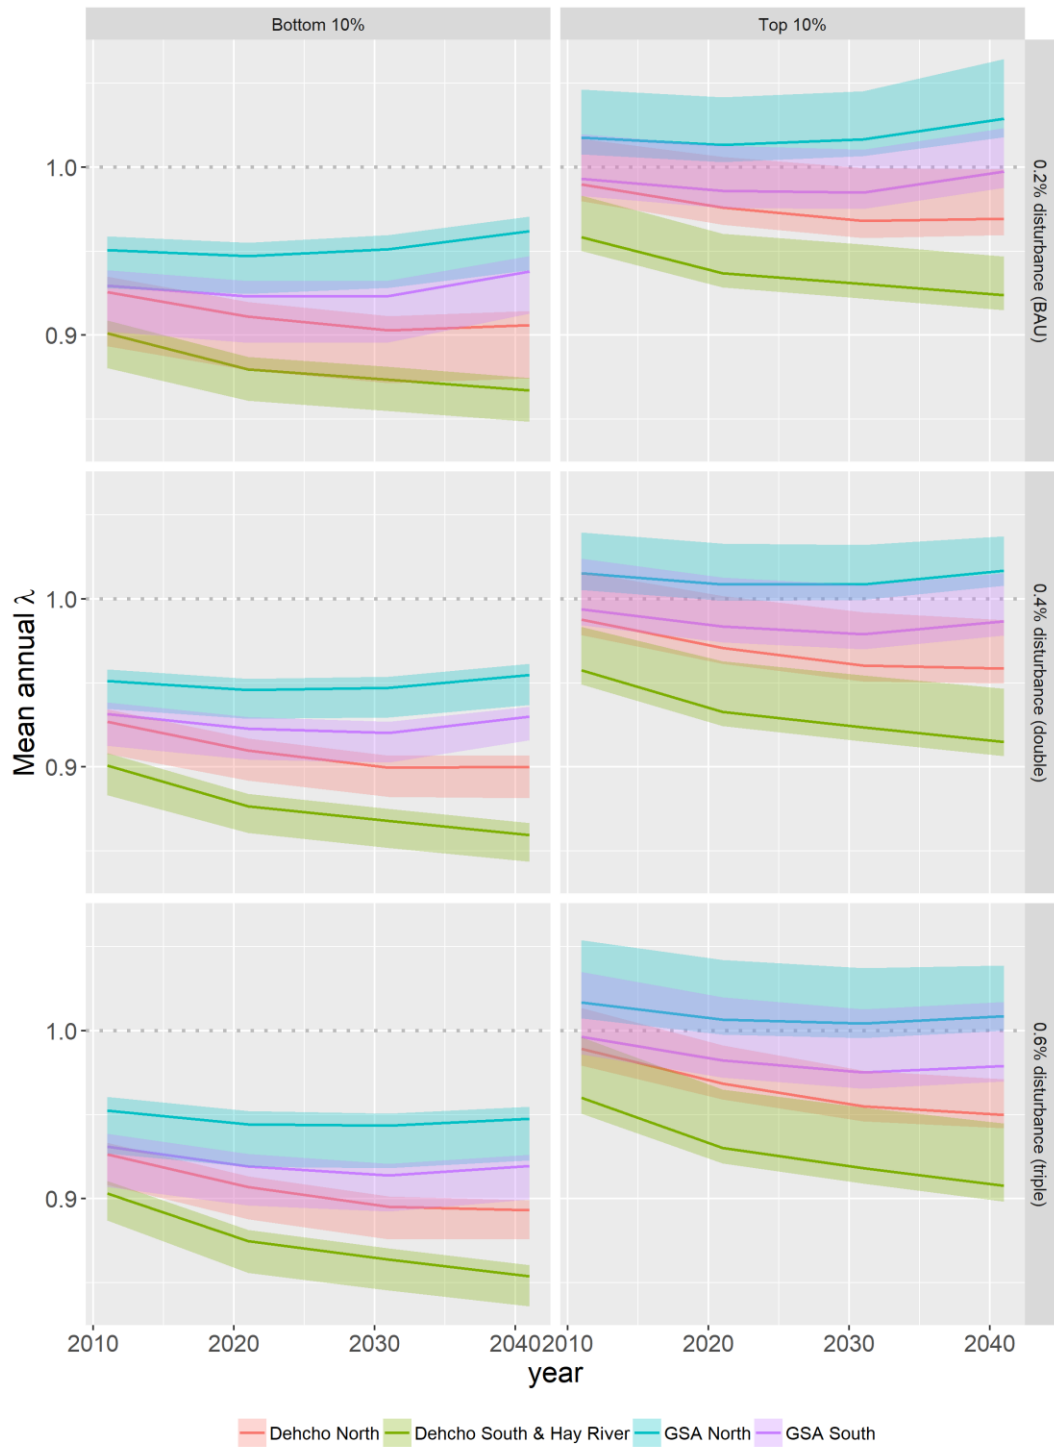 Bottom 10%
Top 10%
1.0
0.9
0.2% disturbance (BAU)
1.0
0.9
0.4% disturbance (double)
1.0
0.9
0.6% disturbance (triple)
Mean annual λ
2010 2020 2030 2040
2010 2020 2030 2040
year
Dehcho North Dehcho South & Hay River GSA North GSA South